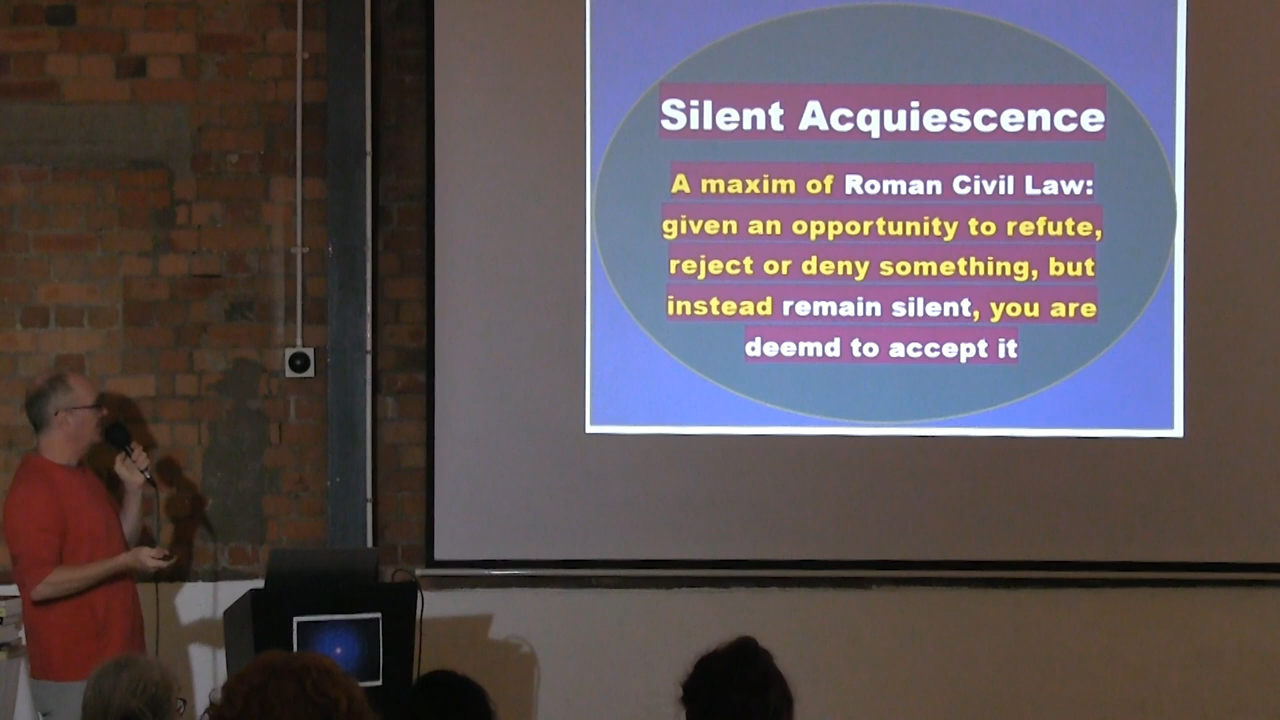 Silent Acquiescence
A maxim of Roman Civil Law:
given an opportunity to refute,
reject or deny something, but
instead remain silent, you are
deemd to accept it